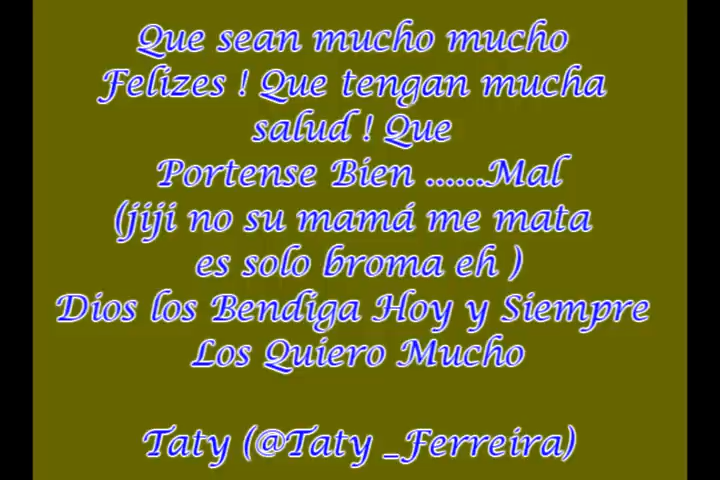 Que sean mucho mucho
Felizes ! Que tengan mucha
salud ! Que
Portense Bien ......Mal
(jiji no su mamá me mata
es solo broma eh )
Dios los Bendiga Hoy y Siempre
Los Quiero Mucho
Taty (@Taty _Ferreira)